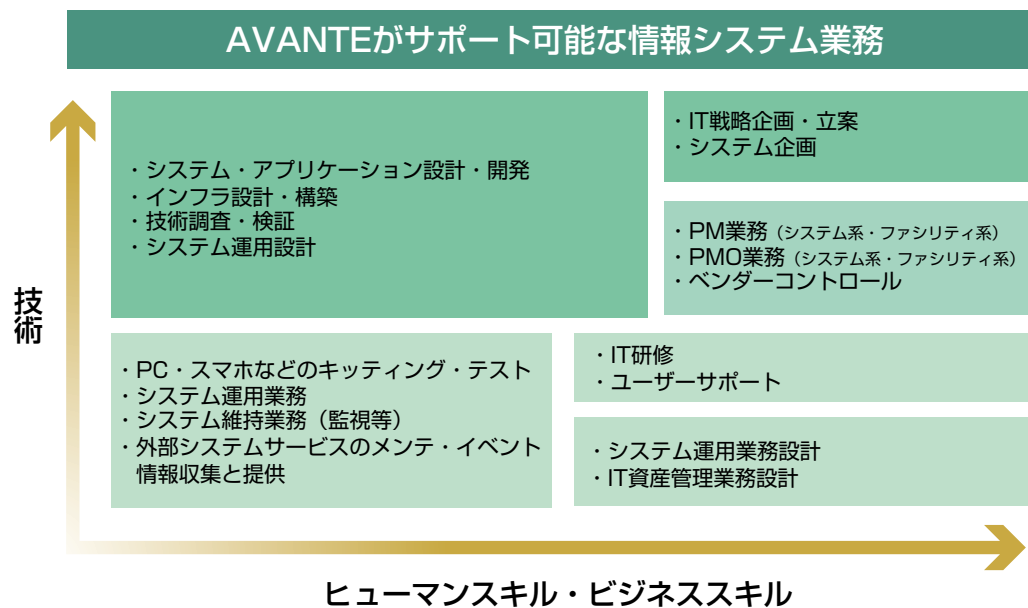 AVANTEがサポート可能な情報システム業務
・システム・アプリケーション設計・開発
・インフラ設計・構築
・技術調査・検証
・システム運用設計
・IT戦略企画・立案
・システム企画
・PM業務（システム系・ファシリティ系）
・PMO業務（システム系・ファシリティ系）
・ベンダーコントロール
技術
・PC・スマホなどのキッティング・テスト
・システム運用業務
・システム維持業務（監視等）
・外部システムサービスのメンテ・イベント
情報収集と提供
・IT研修
・ユーザーサポート
・システム運用業務設計
・IT資産管理業務設計
ヒューマンスキル・ビジネススキル